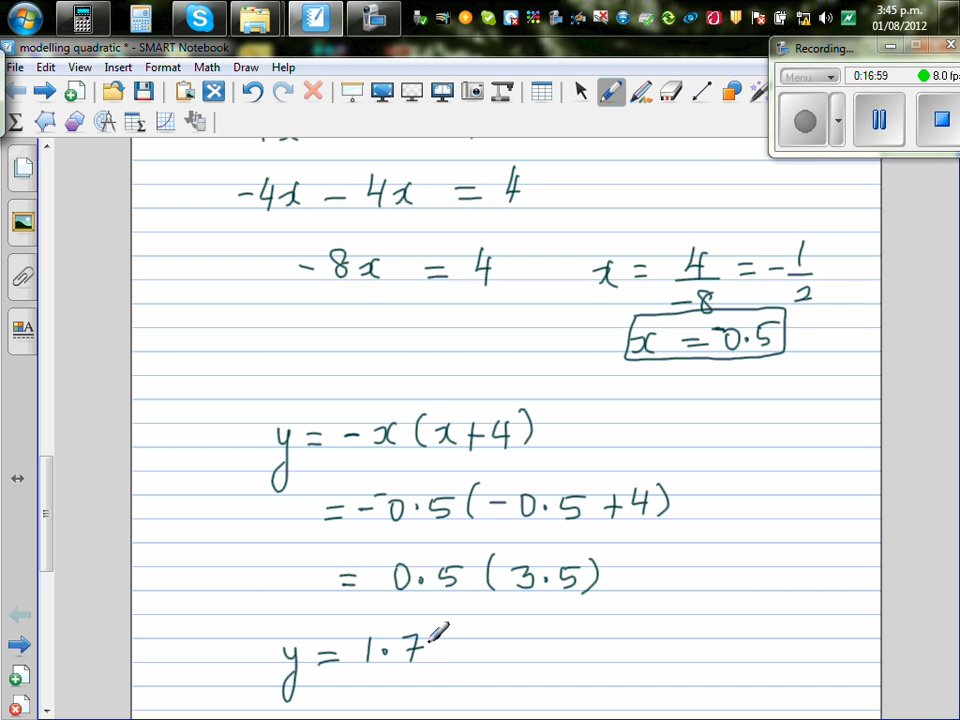 3:45 p.m.
01/08/2012
modelling quadratic * - SMART Notebook
Recording...
File Edit View Insert Format Math Draw Help
Menu 0:16:59 8.0 fp
-4x - 4x = 4
-8x = 4 x = 4/-8 = -1/2
x = -0.5
y = -x(x+4)
= --0.5(-0.5+4)
= 0.5(3.5)
y = 1.7